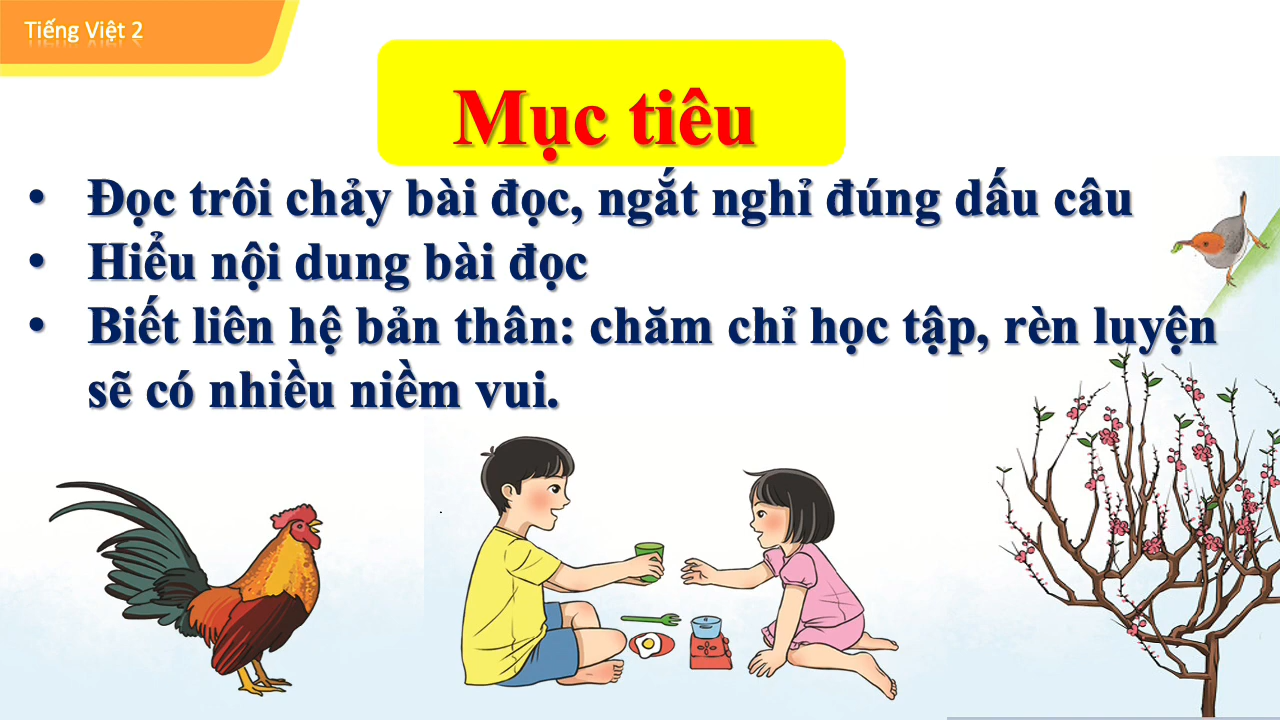 Tiếng Việt 2
Mục tiêu
• Đọc trôi chảy bài đọc, ngắt nghỉ đúng dấu câu
• Hiểu nội dung bài đọc
• Biết liên hệ bản thân: chăm chỉ học tập, rèn luyện
sẽ có nhiều niềm vui.